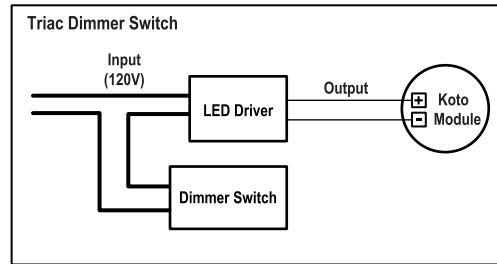 Triac Dimmer Switch
Input
(120V)
LED Driver
Output
+ Koto
- Module
Dimmer Switch